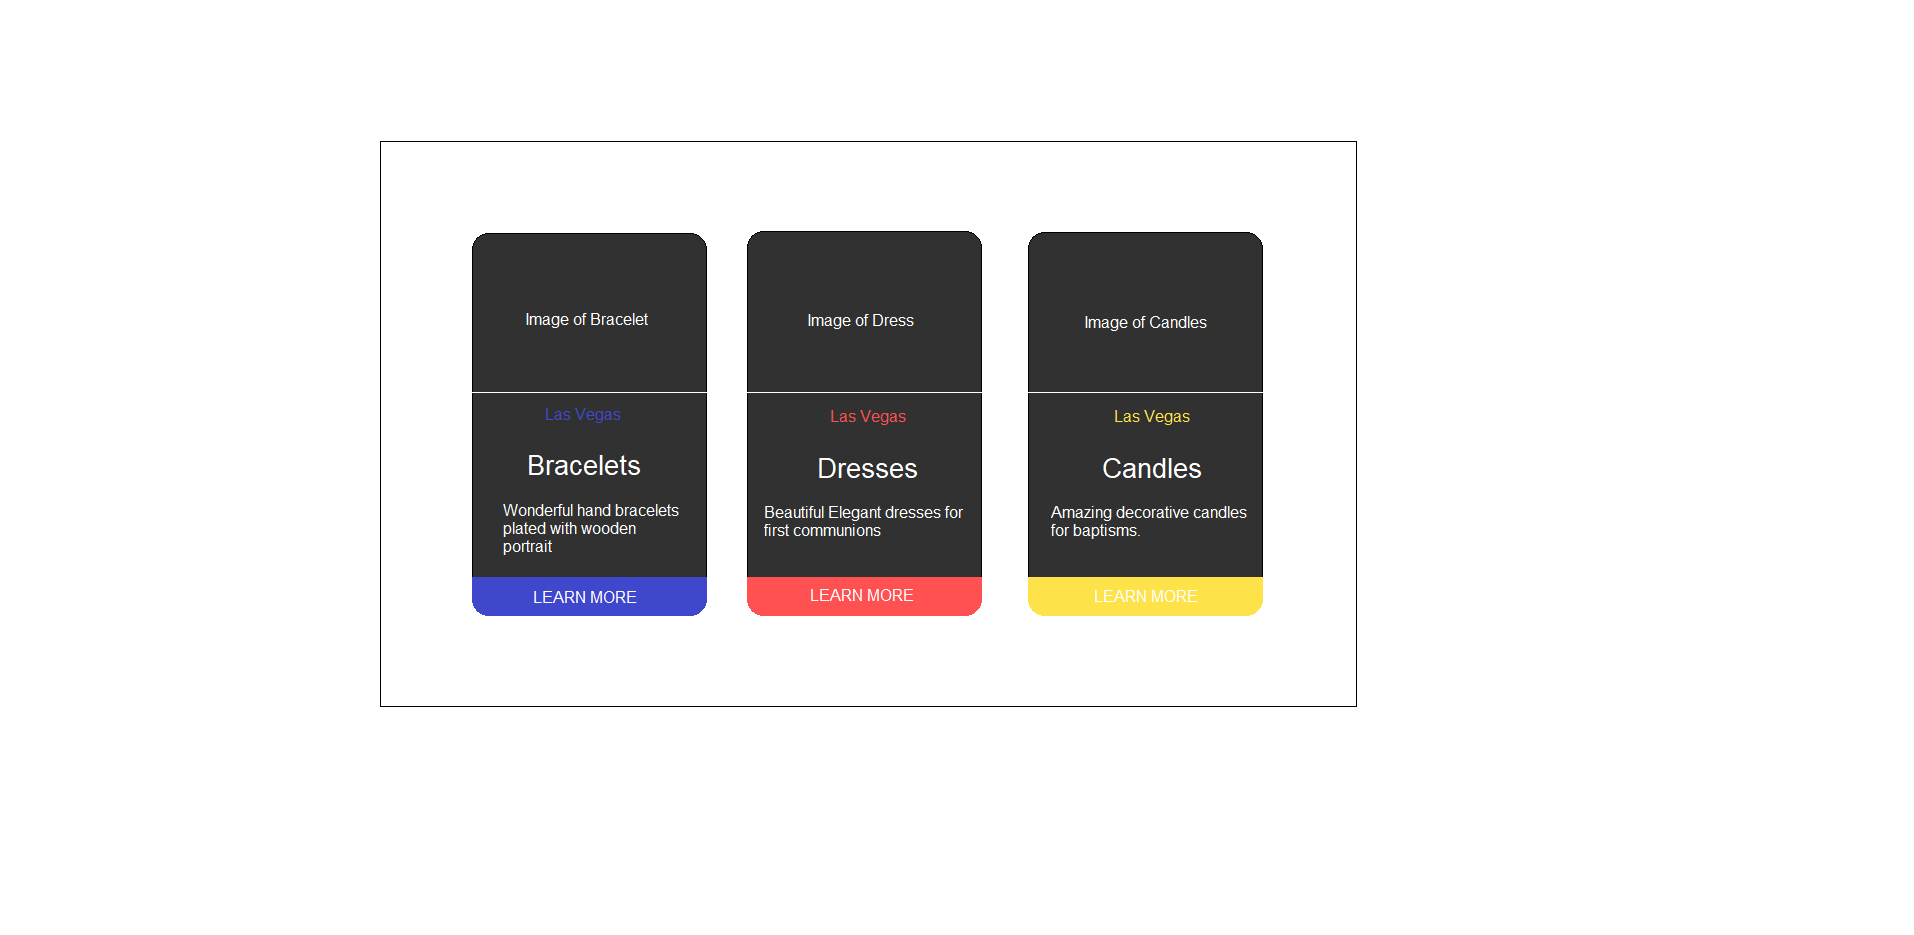 Image of Bracelet
Las Vegas
Bracelets
Wonderful hand bracelets
plated with wooden
portrait
LEARN MORE
Image of Dress
Las Vegas
Dresses
Beautiful Elegant dresses for
first communions
LEARN MORE
Image of Candles
Las Vegas
Candles
Amazing decorative candles
for baptisms.
LEARN MORE